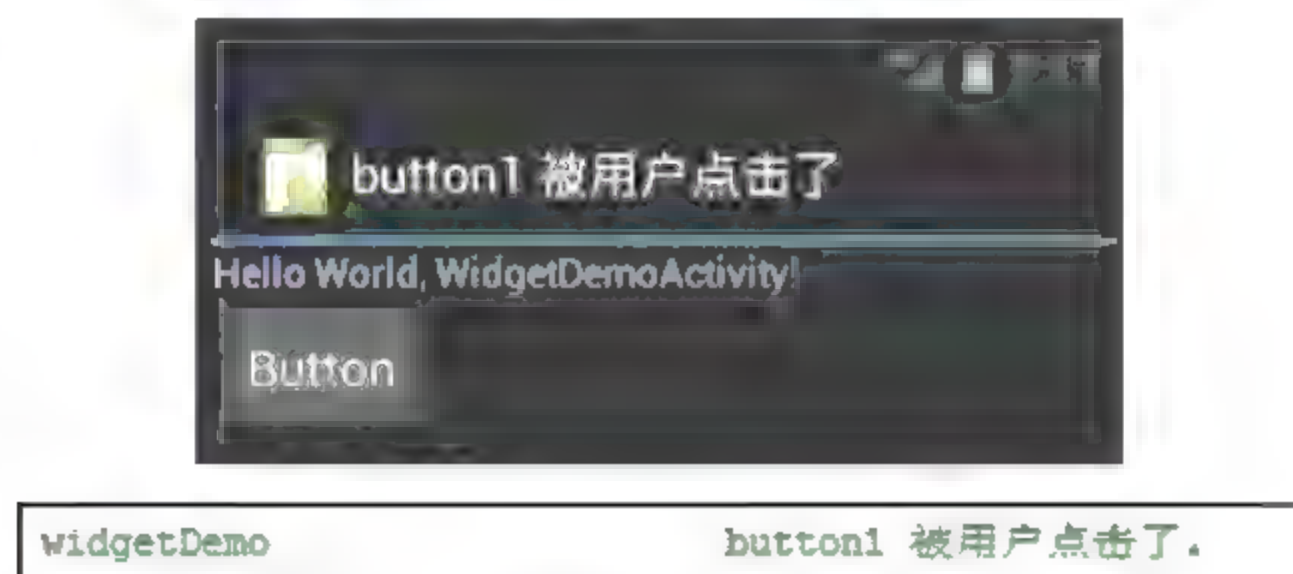 button1 被用户点击了
Hello World, WidgetDemoActivity!
Button
widgetDemo button1 被用户点击了.